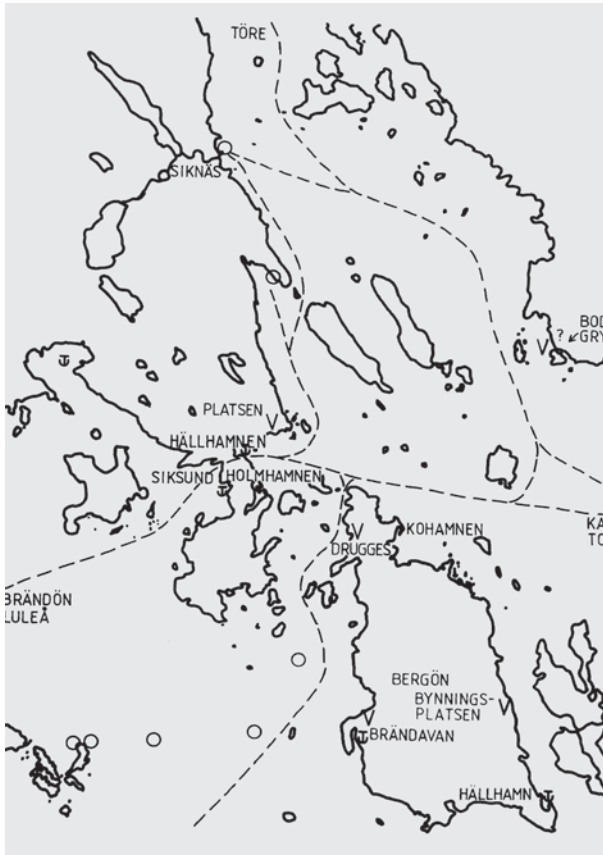 TÖRE
SIKNÄS
?
BOD
GRY
V
PLATSEN
V
HÄLLHAMNEN
SIKSUND
HOLMHAMNEN
KA
TO
V
KOHAMNEN
DRUGGES
BRÄNDÖN
LULEÅ
BERGÖN
BYNNINGS-
PLATSEN
V
V
BRÄNDAVAN
HÄLLHAMN